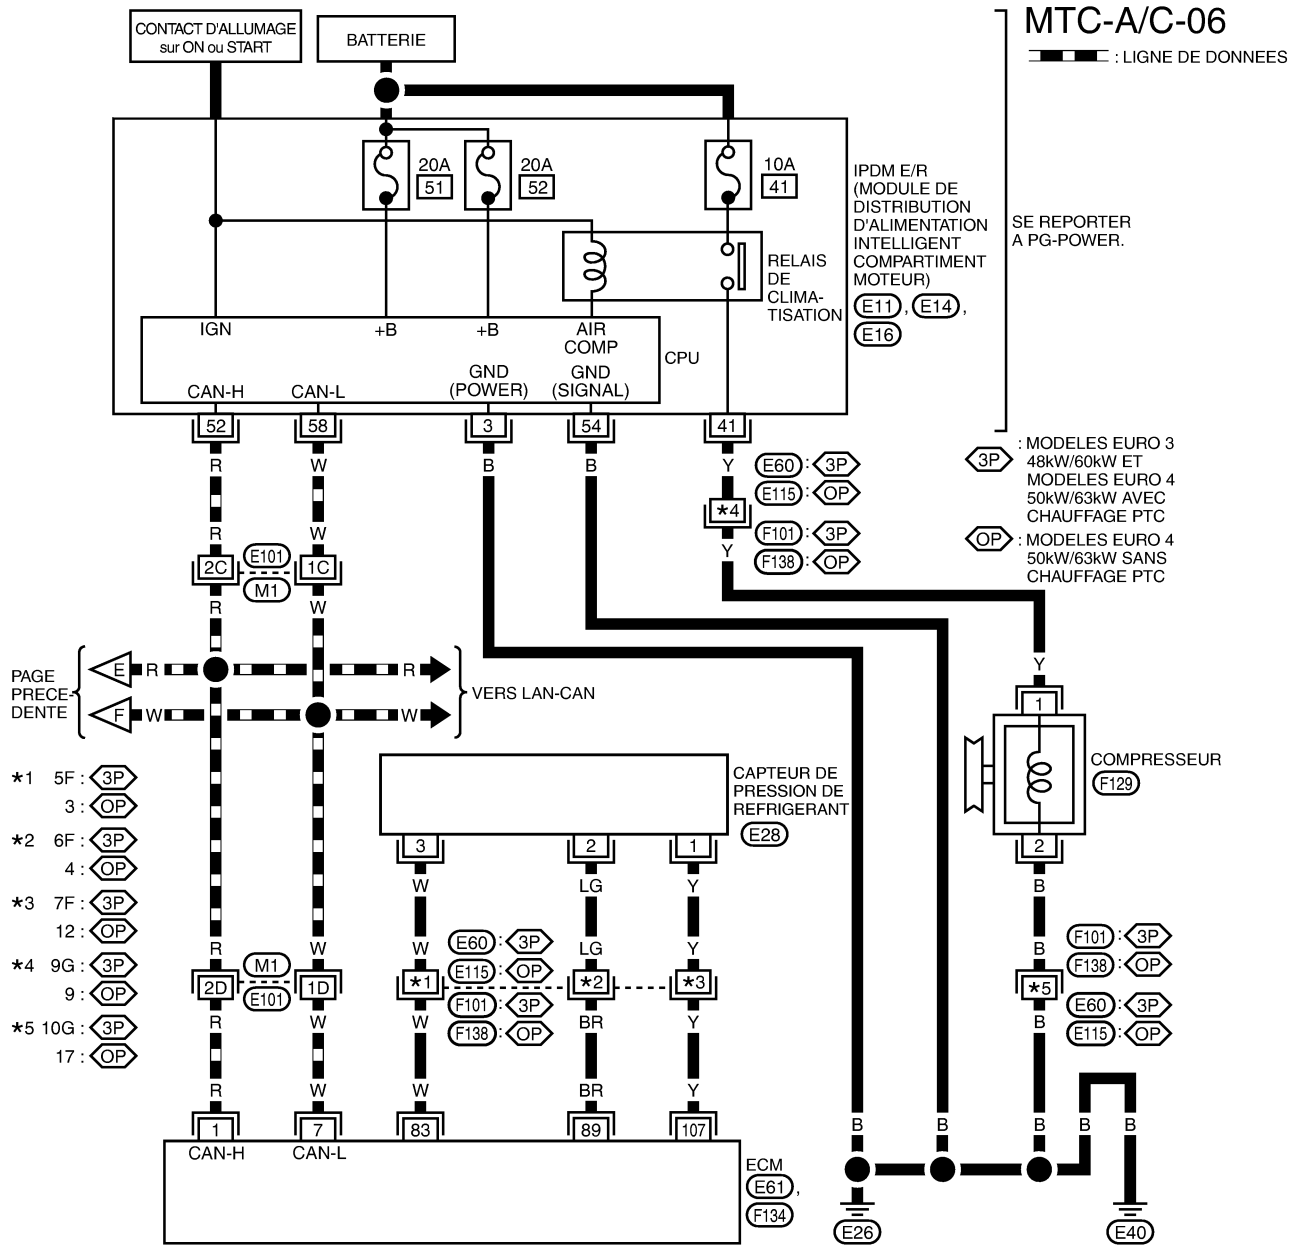 MTC-A/C-06
: LIGNE DE DONNEES
CONTACT D'ALLUMAGE
sur ON ou START
BATTERIE
20A
51
20A
52
10A
41
IPDM E/R
(MODULE DE
DISTRIBUTION
D'ALIMENTATION
INTELLIGENT
COMPARTIMENT
MOTEUR)
E11 , E14 ,
E16
SE REPORTER
A PG-POWER.
RELAIS
DE
CLIMA-
TISATION
IGN
+B
+B
AIR
COMP
CPU
CAN-H
CAN-L
GND
(POWER)
GND
(SIGNAL)
52
58
3
54
41
R
W
B
B
Y
E60 : 3P
E115 : OP
*4
F101 : 3P
F138 : OP
Y
3P : MODELES EURO 3
48kW/60kW ET
MODELES EURO 4
50kW/63kW AVEC
CHAUFFAGE PTC
OP : MODELES EURO 4
50kW/63kW SANS
CHAUFFAGE PTC
R
W
2C
E101
M1
1C
R
W
PAGE
PRECE-
DENTE
E
R
R
F
W
W
VERS LAN-CAN
Y
1
COMPRESSEUR
F129
2
B
*1 5F : 3P
3 : OP
*2 6F : 3P
4 : OP
*3 7F : 3P
12 : OP
*4 9G : 3P
9 : OP
*5 10G : 3P
17 : OP
CAPTEUR DE
PRESSION DE
REFRIGERANT
E28
3
2
1
W
LG
Y
R
W
W
LG
Y
B
2D
M1
E101
1D
*1
E60 : 3P
E115 : OP
F101 : 3P
F138 : OP
*2
*3
F101 : 3P
F138 : OP
*5
E60 : 3P
E115 : OP
R
W
W
BR
Y
B
R
W
W
BR
Y
1
7
83
89
107
CAN-H
CAN-L
ECM
E61 ,
F134
B
B
B
B
B
E26
E40